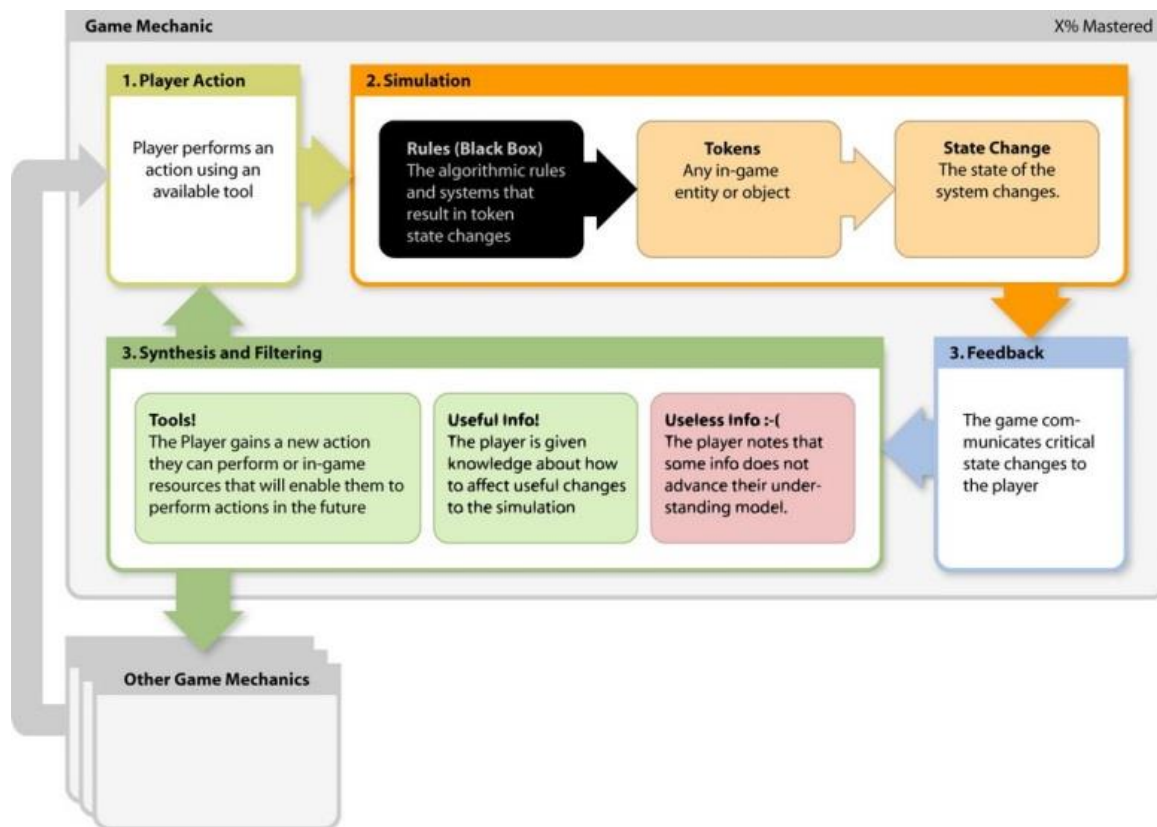 Game Mechanic
X% Mastered
1. Player Action
Player performs an
action using an
available tool
2. Simulation
Rules (Black Box)
The algorithmic rules
and systems that
result in token
state changes
Tokens
Any in-game
entity or object
State Change
The state of the
system changes.
3. Synthesis and Filtering
Tools!
The Player gains a new action
they can perform or in-game
resources that will enable them to
perform actions in the future
Useful Info!
The player is given
knowledge about how
to affect useful changes
to the simulation
Useless Info :-(
The player notes that
some info does not
advance their under-
standing model.
3. Feedback
The game com-
municates critical
state changes to
the player
Other Game Mechanics